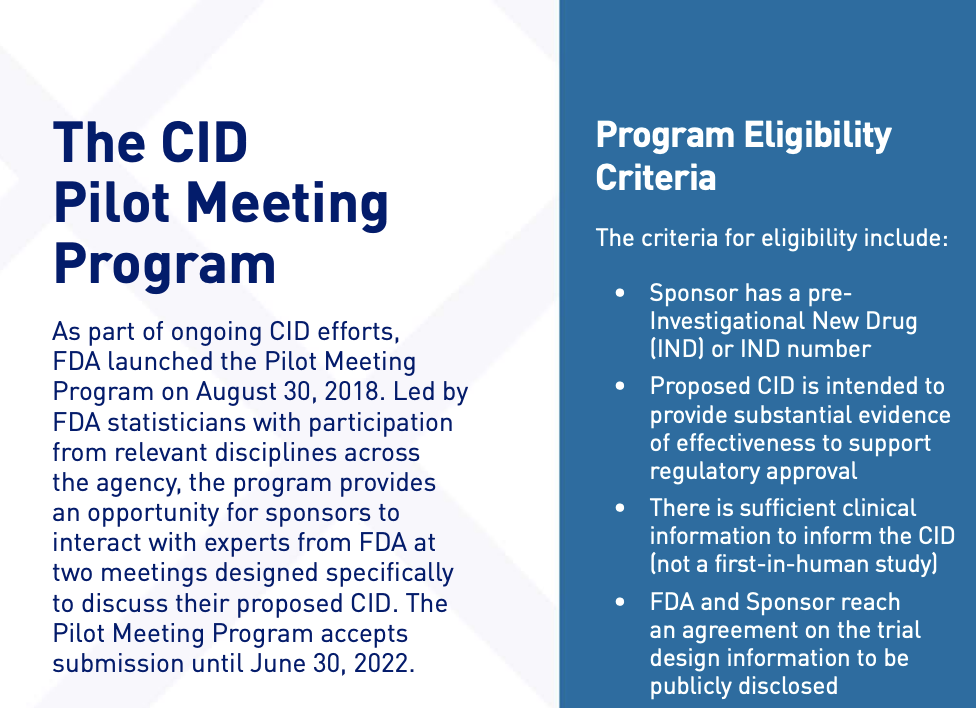 The CID
Pilot Meeting
Program
As part of ongoing CID efforts,
FDA launched the Pilot Meeting
Program on August 30, 2018. Led by
FDA statisticians with participation
from relevant disciplines across
the agency, the program provides
an opportunity for sponsors to
interact with experts from FDA at
two meetings designed specifically
to discuss their proposed CID. The
Pilot Meeting Program accepts
submission until June 30, 2022.
Program Eligibility
Criteria
The criteria for eligibility include:
• Sponsor has a pre-
Investigational New Drug
(IND) or IND number
• Proposed CID is intended to
provide substantial evidence
of effectiveness to support
regulatory approval
• There is sufficient clinical
information to inform the CID
(not a first-in-human study)
• FDA and Sponsor reach
an agreement on the trial
design information to be
publicly disclosed